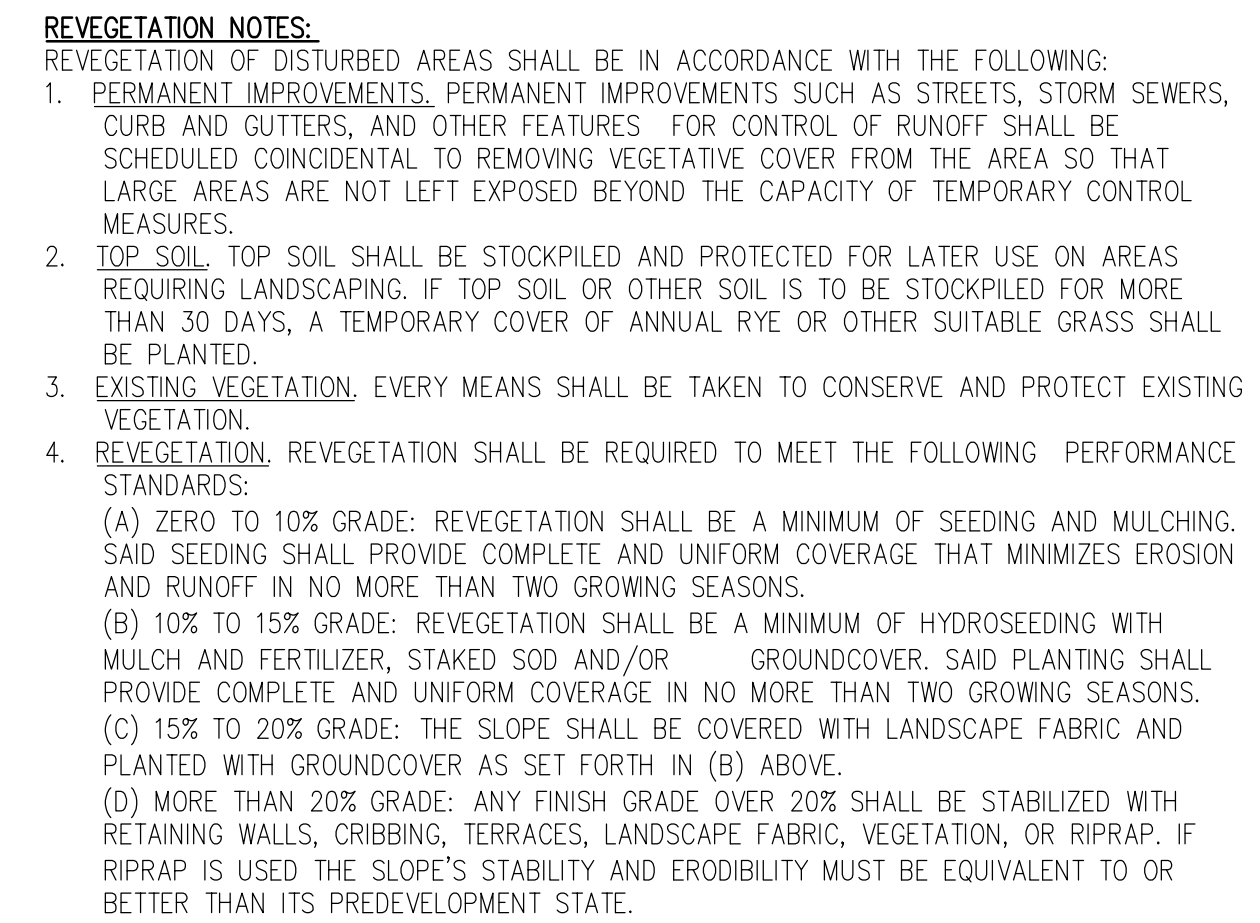 REVEGETATION NOTES:
REVEGETATION OF DISTURBED AREAS SHALL BE IN ACCORDANCE WITH THE FOLLOWING:
1. PERMANENT IMPROVEMENTS. PERMANENT IMPROVEMENTS SUCH AS STREETS, STORM SEWERS,
CURB AND GUTTERS, AND OTHER FEATURES FOR CONTROL OF RUNOFF SHALL BE
SCHEDULED COINCIDENTAL TO REMOVING VEGETATIVE COVER FROM THE AREA SO THAT
LARGE AREAS ARE NOT LEFT EXPOSED BEYOND THE CAPACITY OF TEMPORARY CONTROL
MEASURES.
2. TOP SOIL. TOP SOIL SHALL BE STOCKPILED AND PROTECTED FOR LATER USE ON AREAS
REQUIRING LANDSCAPING. IF TOP SOIL OR OTHER SOIL IS TO BE STOCKPILED FOR MORE
THAN 30 DAYS, A TEMPORARY COVER OF ANNUAL RYE OR OTHER SUITABLE GRASS SHALL
BE PLANTED.
3. EXISTING VEGETATION. EVERY MEANS SHALL BE TAKEN TO CONSERVE AND PROTECT EXISTING
VEGETATION.
4. REVEGETATION. REVEGETATION SHALL BE REQUIRED TO MEET THE FOLLOWING PERFORMANCE
STANDARDS:
(A) ZERO TO 10% GRADE: REVEGETATION SHALL BE A MINIMUM OF SEEDING AND MULCHING.
SAID SEEDING SHALL PROVIDE COMPLETE AND UNIFORM COVERAGE THAT MINIMIZES EROSION
AND RUNOFF IN NO MORE THAN TWO GROWING SEASONS.
(B) 10% TO 15% GRADE: REVEGETATION SHALL BE A MINIMUM OF HYDROSEEDING WITH
MULCH AND FERTILIZER, STAKED SOD AND/OR GROUNDCOVER. SAID PLANTING SHALL
PROVIDE COMPLETE AND UNIFORM COVERAGE IN NO MORE THAN TWO GROWING SEASONS.
(C) 15% TO 20% GRADE: THE SLOPE SHALL BE COVERED WITH LANDSCAPE FABRIC AND
PLANTED WITH GROUNDCOVER AS SET FORTH IN (B) ABOVE.
(D) MORE THAN 20% GRADE: ANY FINISH GRADE OVER 20% SHALL BE STABILIZED WITH
RETAINING WALLS, CRIBBING, TERRACES, LANDSCAPE FABRIC, VEGETATION, OR RIPRAP. IF
RIPRAP IS USED THE SLOPE'S STABILITY AND ERODIBILITY MUST BE EQUIVALENT TO OR
BETTER THAN ITS PREDEVELOPMENT STATE.